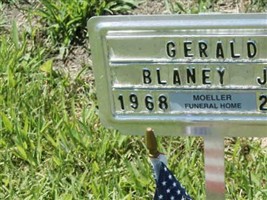 GERALD
BLANEY J
1968 MOELLER FUNERAL HOME 2